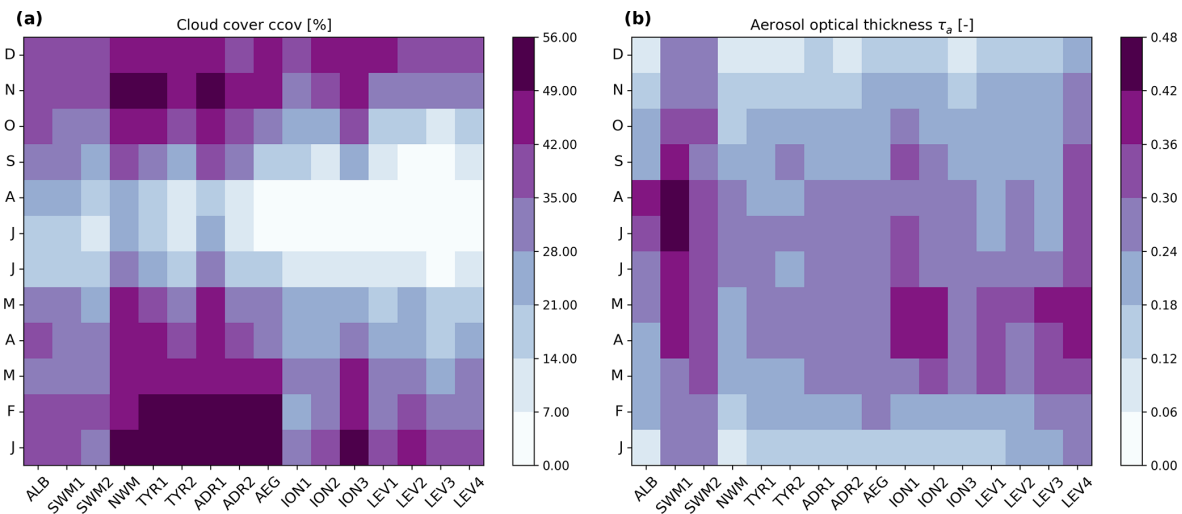 (a)
Cloud cover ccov [%]
D
N
O
S
A
J
J
M
A
M
F
J
ALB SWM1 SWM2 NWM TYR1 TYR2 ADR1 ADR2 AEG ION1 ION2 ION3 LEV1 LEV2 LEV3 LEV4
56.00
49.00
42.00
35.00
28.00
21.00
14.00
7.00
0.00
(b)
Aerosol optical thickness τa [-]
D
N
O
S
A
J
J
M
A
M
F
J
ALB SWM1 SWM2 NWM TYR1 TYR2 ADR1 ADR2 AEG ION1 ION2 ION3 LEV1 LEV2 LEV3 LEV4
0.48
0.42
0.36
0.30
0.24
0.18
0.12
0.06
0.00